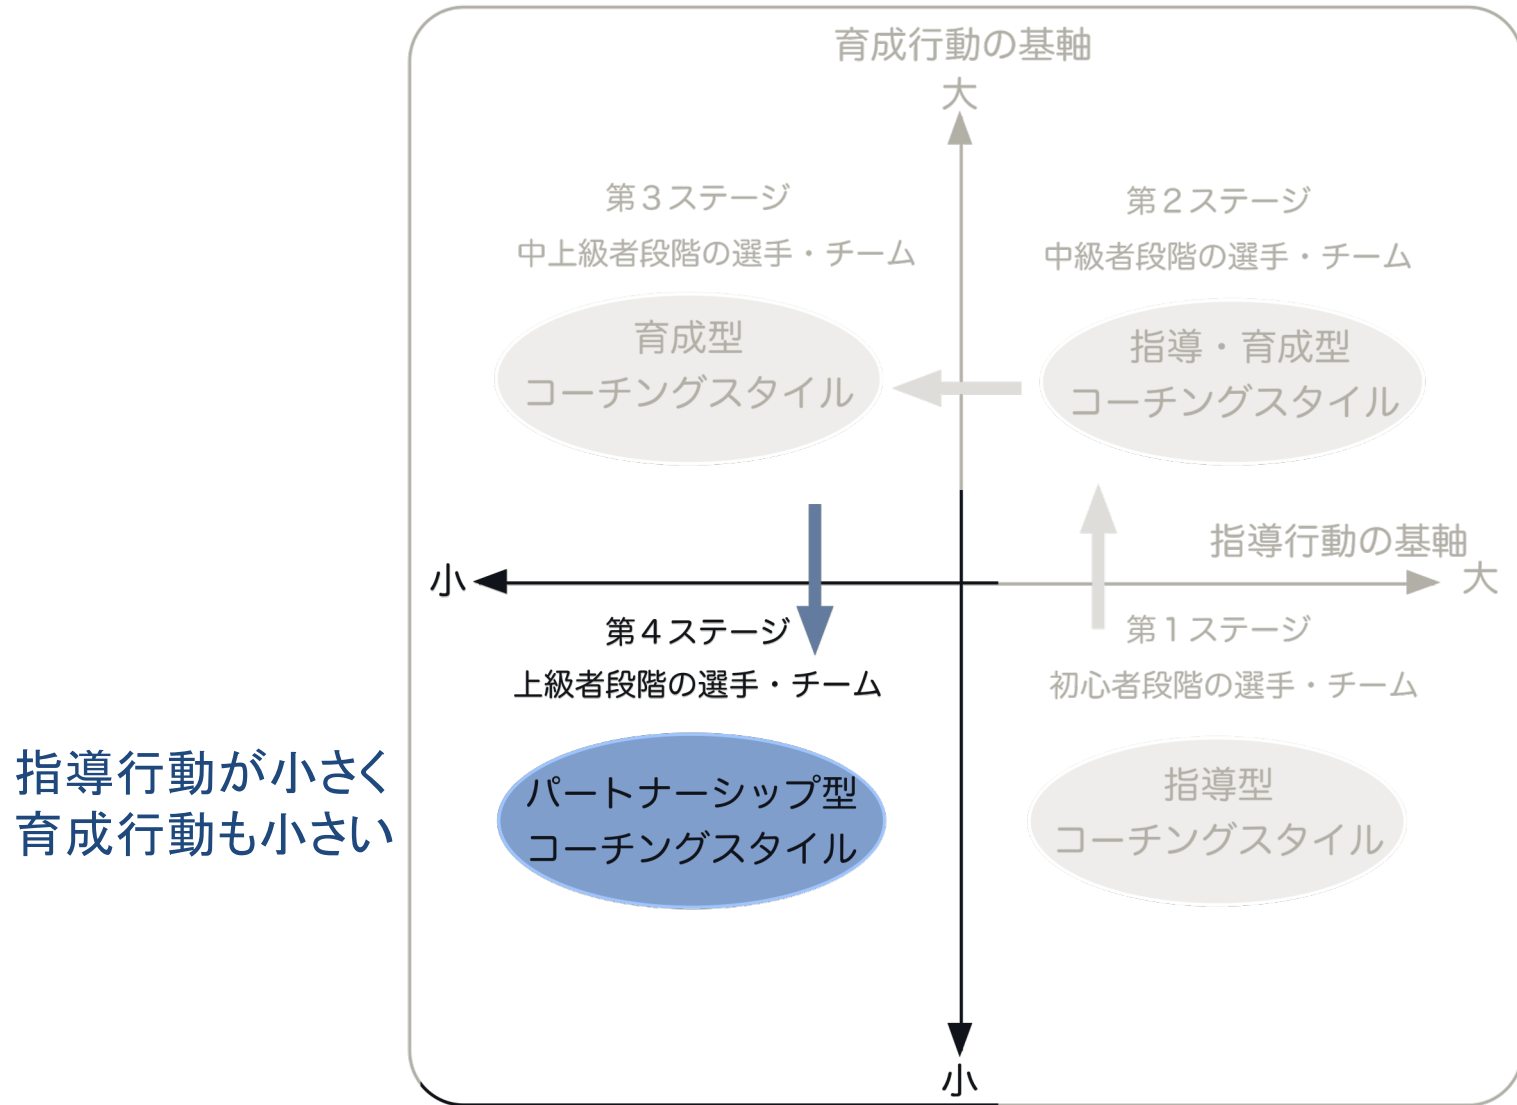 育成行動の基軸
大
第3ステージ
中上級者段階の選手・チーム
育成型
コーチングスタイル
第2ステージ
中級者段階の選手・チーム
指導・育成型
コーチングスタイル
指導行動の基軸
小
大
第4ステージ
上級者段階の選手・チーム
パートナーシップ型
コーチングスタイル
第1ステージ
初心者段階の選手・チーム
指導型
コーチングスタイル
指導行動が小さく
育成行動も小さい
小